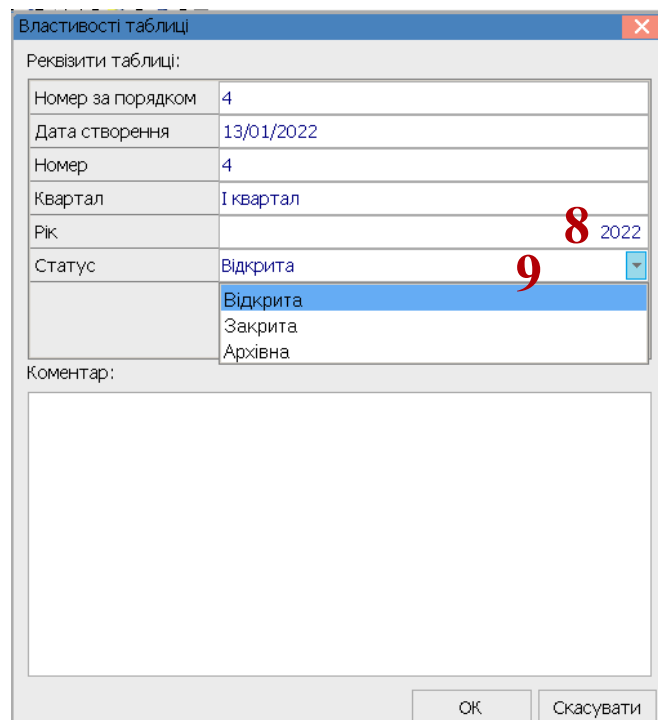 Властивості таблиці
Реквізити таблиці:
Номер за порядком 4
Дата створення 13/01/2022
Номер 4
Квартал I квартал
Рік 8 2022
Статус Відкрита 9
Відкрита
Закрита
Архівна
Коментар:
ОК Скасувати